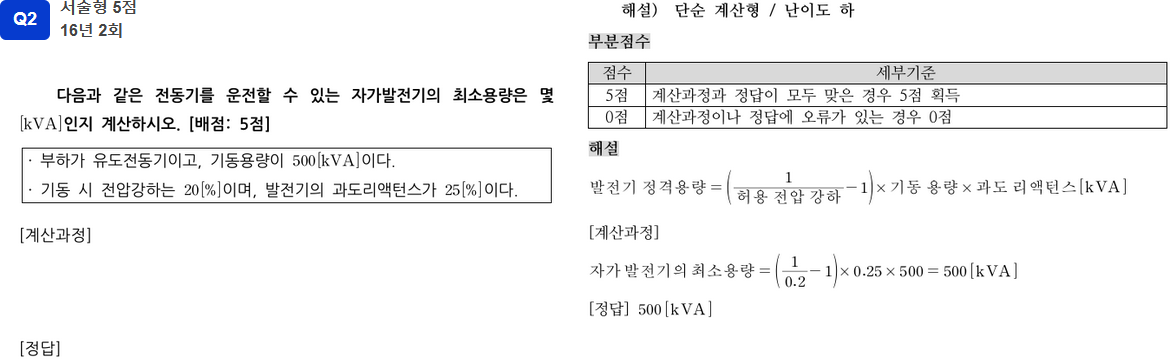 Q2
서술형 5점
16년 2회
다음과 같은 전동기를 운전할 수 있는 자가발전기의 최소용량은 몇
[kVA]인지 계산하시오. [배점: 5점]
· 부하가 유도전동기이고, 기동용량이 500[kVA]이다.
· 기동 시 전압강하는 20[%]이며, 발전기의 과도리액턴스가 25[%]이다.
[계산과정]
[정답]
해설) 단순 계산형 / 난이도 하
부분점수
점수 세부기준
5점 계산과정과 정답이 모두 맞은 경우 5점 획득
0점 계산과정이나 정답에 오류가 있는 경우 0점
해설
발전기 정격용량 = (1/허용 전압 강하 − 1) × 기동 용량 × 과도 리액턴스[kVA]
[계산과정]
자가 발전기의 최소용량 = (1/0.2 − 1) × 0.25 × 500 = 500[kVA]
[정답] 500[kVA]